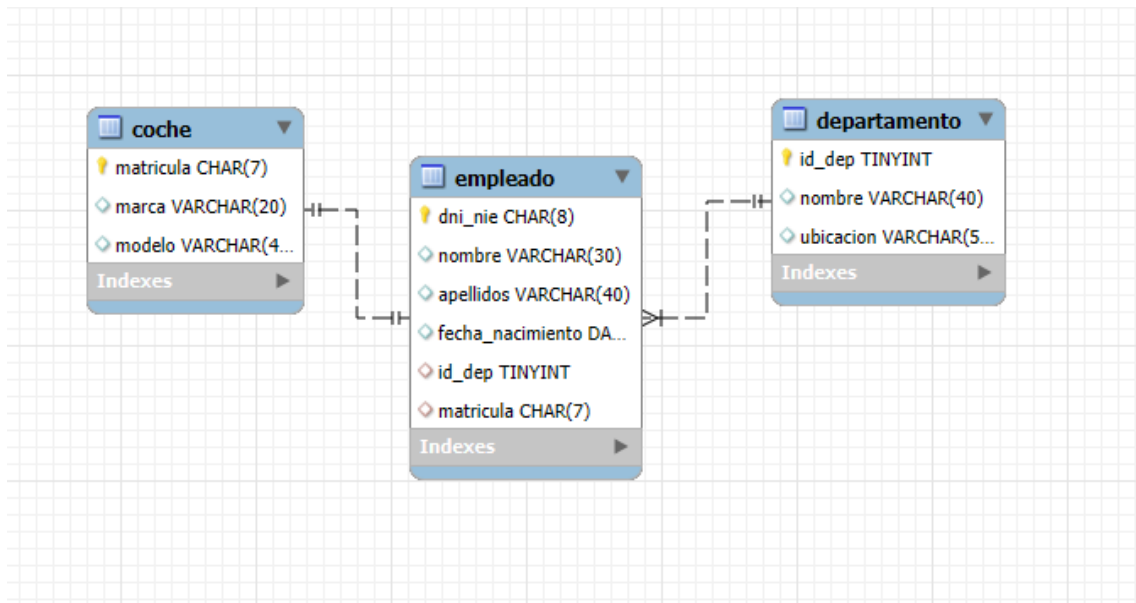 coche
matricula CHAR(7)
marca VARCHAR(20)
modelo VARCHAR(4...
Indexes
empleado
dni_nie CHAR(8)
nombre VARCHAR(30)
apellidos VARCHAR(40)
fecha_nacimiento DA...
id_dep TINYINT
matricula CHAR(7)
Indexes
departamento
id_dep TINYINT
nombre VARCHAR(40)
ubicacion VARCHAR(5...
Indexes